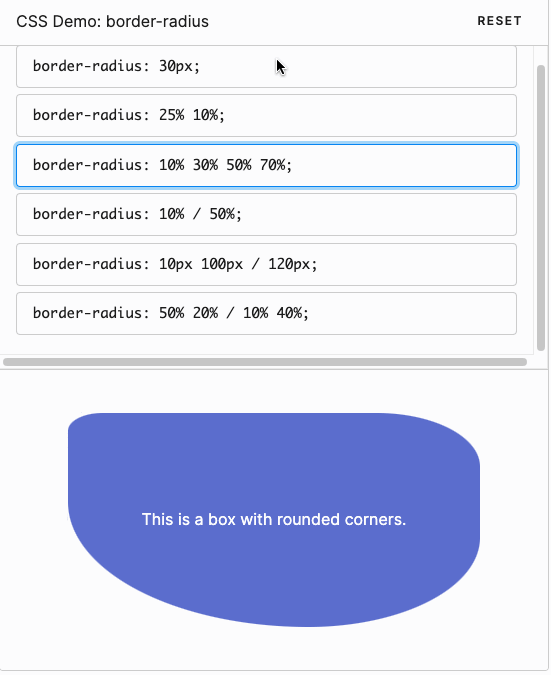 CSS Demo: border-radius
RESET
border-radius: 30px;
border-radius: 25% 10%;
border-radius: 10% 30% 50% 70%;
border-radius: 10% / 50%;
border-radius: 10px 100px / 120px;
border-radius: 50% 20% / 10% 40%;
This is a box with rounded corners.